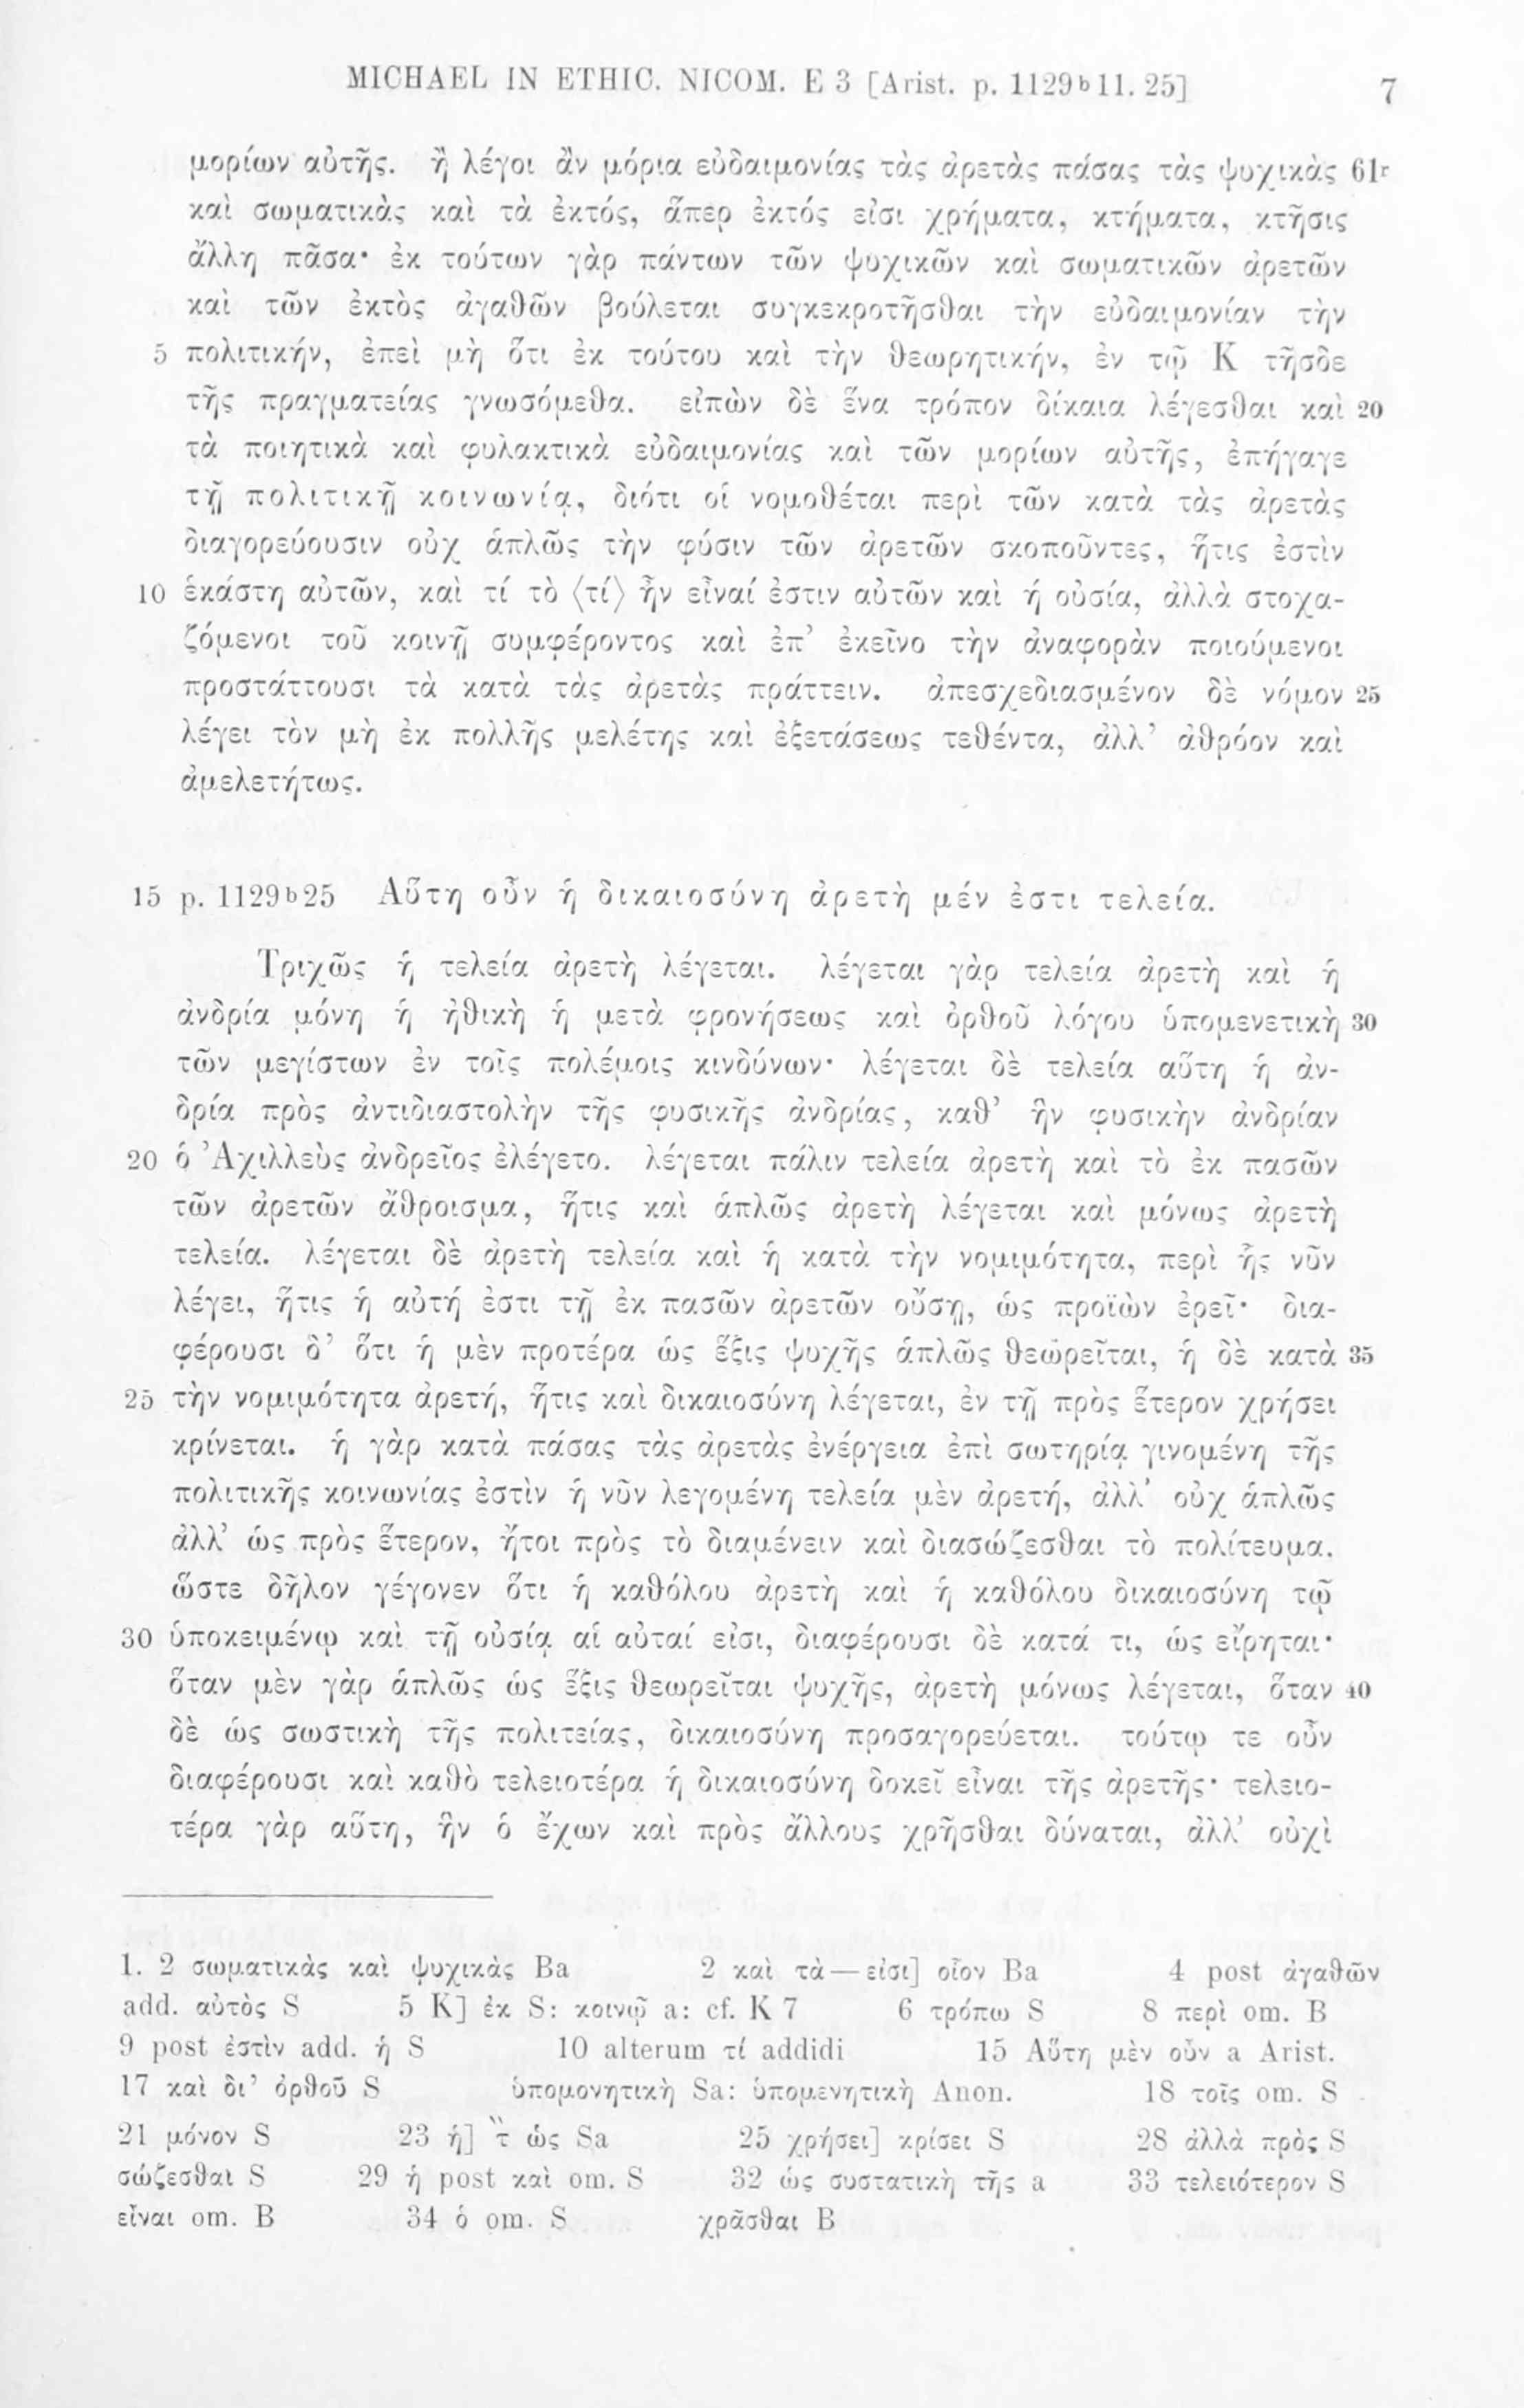 MICHAEL IN ETHIC. NICOM. E 3 [Arist. p. 1129ᵇ11. 25] 7
μορίων αὐτῆς. ἢ λέγοι ἂν μόρια εὐδαιμονίας τὰς ἀρετὰς πάσας τὰς ψυχικὰς 61ʳ
καὶ σωματικὰς καὶ τὰ ἐκτός, ἅπερ ἐκτός εἰσι χρήματα, κτήματα, κτῆσις
ἄλλη πᾶσα· ἐκ τούτων γὰρ πάντων τῶν ψυχικῶν καὶ σωματικῶν ἀρετῶν
καὶ τῶν ἐκτὸς ἀγαθῶν βούλεται συγκεκροτῆσθαι τὴν εὐδαιμονίαν τὴν
5 πολιτικήν, ἐπεὶ μὴ ὅτι ἐκ τούτου καὶ τὴν θεωρητικήν, ἐν τῷ Κ τῆσδε
τῆς πραγματείας γνωσόμεθα. εἰπὼν δὲ ἕνα τρόπον δίκαια λέγεσθαι καὶ 20
τὰ ποιητικὰ καὶ φυλακτικὰ εὐδαιμονίας καὶ τῶν μορίων αὐτῆς, ἐπήγαγε
τῇ πολιτικῇ κοινωνίᾳ, διότι οἱ νομοθέται περὶ τῶν κατὰ τὰς ἀρετὰς
διαγορεύουσιν οὐχ ἁπλῶς τὴν φύσιν τῶν ἀρετῶν σκοποῦντες, ἥτις ἐστὶν
10 ἑκάστη αὐτῶν, καὶ τί τὸ ⟨τί⟩ ἦν εἶναί ἐστιν αὐτῶν καὶ ἡ οὐσία, ἀλλὰ στοχα-
ζόμενοι τοῦ κοινῇ συμφέροντος καὶ ἐπ’ ἐκεῖνο τὴν ἀναφορὰν ποιούμενοι
προστάττουσι τὰ κατὰ τὰς ἀρετὰς πράττειν. ἀπεσχεδιασμένον δὲ νόμον 25
λέγει τὸν μὴ ἐκ πολλῆς μελέτης καὶ ἐξετάσεως τεθέντα, ἀλλ’ ἀθρόον καὶ
ἀμελετήτως.
15 p. 1129ᵇ25 Αὕτη οὖν ἡ δικαιοσύνη ἀρετὴ μέν ἐστι τελεία.
Τριχῶς ἡ τελεία ἀρετὴ λέγεται. λέγεται γὰρ τελεία ἀρετὴ καὶ ἡ
ἀνδρία μόνη ἡ ἠθικὴ ἡ μετὰ φρονήσεως καὶ ὀρθοῦ λόγου ὑπομενετικὴ 30
τῶν μεγίστων ἐν τοῖς πολέμοις κινδύνων· λέγεται δὲ τελεία αὕτη ἡ ἀν-
δρία πρὸς ἀντιδιαστολὴν τῆς φυσικῆς ἀνδρίας, καθ’ ἣν φυσικὴν ἀνδρίαν
20 ὁ Ἀχιλλεὺς ἀνδρεῖος ἐλέγετο. λέγεται πάλιν τελεία ἀρετὴ καὶ τὸ ἐκ πασῶν
τῶν ἀρετῶν ἄθροισμα, ἥτις καὶ ἁπλῶς ἀρετὴ λέγεται καὶ μόνως ἀρετὴ
τελεία. λέγεται δὲ ἀρετὴ τελεία καὶ ἡ κατὰ τὴν νομιμότητα, περὶ ἧς νῦν
λέγει, ἥτις ἡ αὐτή ἐστι τῇ ἐκ πασῶν ἀρετῶν οὔσῃ, ὡς προϊὼν ἐρεῖ· δια-
φέρουσι δ’ ὅτι ἡ μὲν προτέρα ὡς ἕξις ψυχῆς ἁπλῶς θεωρεῖται, ἡ δὲ κατὰ 35
25 τὴν νομιμότητα ἀρετή, ἥτις καὶ δικαιοσύνη λέγεται, ἐν τῇ πρὸς ἕτερον χρήσει
κρίνεται. ἡ γὰρ κατὰ πάσας τὰς ἀρετὰς ἐνέργεια ἐπὶ σωτηρίᾳ γινομένη τῆς
πολιτικῆς κοινωνίας ἐστὶν ἡ νῦν λεγομένη τελεία μὲν ἀρετή, ἀλλ’ οὐχ ἁπλῶς
ἀλλ’ ὡς πρὸς ἕτερον, ἤτοι πρὸς τὸ διαμένειν καὶ διασώζεσθαι τὸ πολίτευμα.
ὥστε δῆλον γέγονεν ὅτι ἡ καθόλου ἀρετὴ καὶ ἡ καθόλου δικαιοσύνη τῷ
30 ὑποκειμένῳ καὶ τῇ οὐσίᾳ αἱ αὐταί εἰσι, διαφέρουσι δὲ κατά τι, ὡς εἴρηται·
ὅταν μὲν γὰρ ἁπλῶς ὡς ἕξις θεωρεῖται ψυχῆς, ἀρετὴ μόνως λέγεται, ὅταν 40
δὲ ὡς σωστικὴ τῆς πολιτείας, δικαιοσύνη προσαγορεύεται. τούτῳ τε οὖν
διαφέρουσι καὶ καθὸ τελειοτέρα ἡ δικαιοσύνη δοκεῖ εἶναι τῆς ἀρετῆς· τελειο-
τέρα γὰρ αὕτη, ἣν ὁ ἔχων καὶ πρὸς ἄλλους χρῆσθαι δύναται, ἀλλ’ οὐχὶ
1. 2 σωματικὰς καὶ ψυχικὰς Ba 2 καὶ τὰ—εἰσι] οἷον Ba 4 post ἀγαθῶν
add. αὐτὸς S 5 Κ] ἐκ S: κοινῷ a: cf. K 7 6 τρόπω S 8 περὶ om. B
9 post ἐστὶν add. ἡ S 10 alterum τί addidi 15 Αὕτη μὲν οὖν a Arist.
17 καὶ δι’ ὀρθοῦ S ὑπομονητικὴ Sa: ὑπομενητικὴ Anon. 18 τοῖς om. S
21 μόνον S 23 ἡ] τ ὡς Sa 25 χρήσει] κρίσει S 28 ἀλλὰ πρὸς S
σώζεσθαι S 29 ἡ post καὶ om. S 32 ὡς συστατικὴ τῆς a 33 τελειότερον S
εἶναι om. B 34 ὁ om. S χρᾶσθαι B